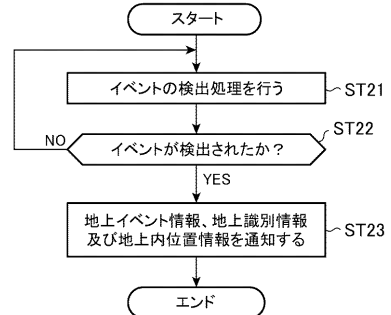 スタート
イベントの検出処理を行う
ST21
イベントが検出されたか？
ST22
NO
YES
地上イベント情報、地上識別情報
及び地上内位置情報を通知する
ST23
エンド